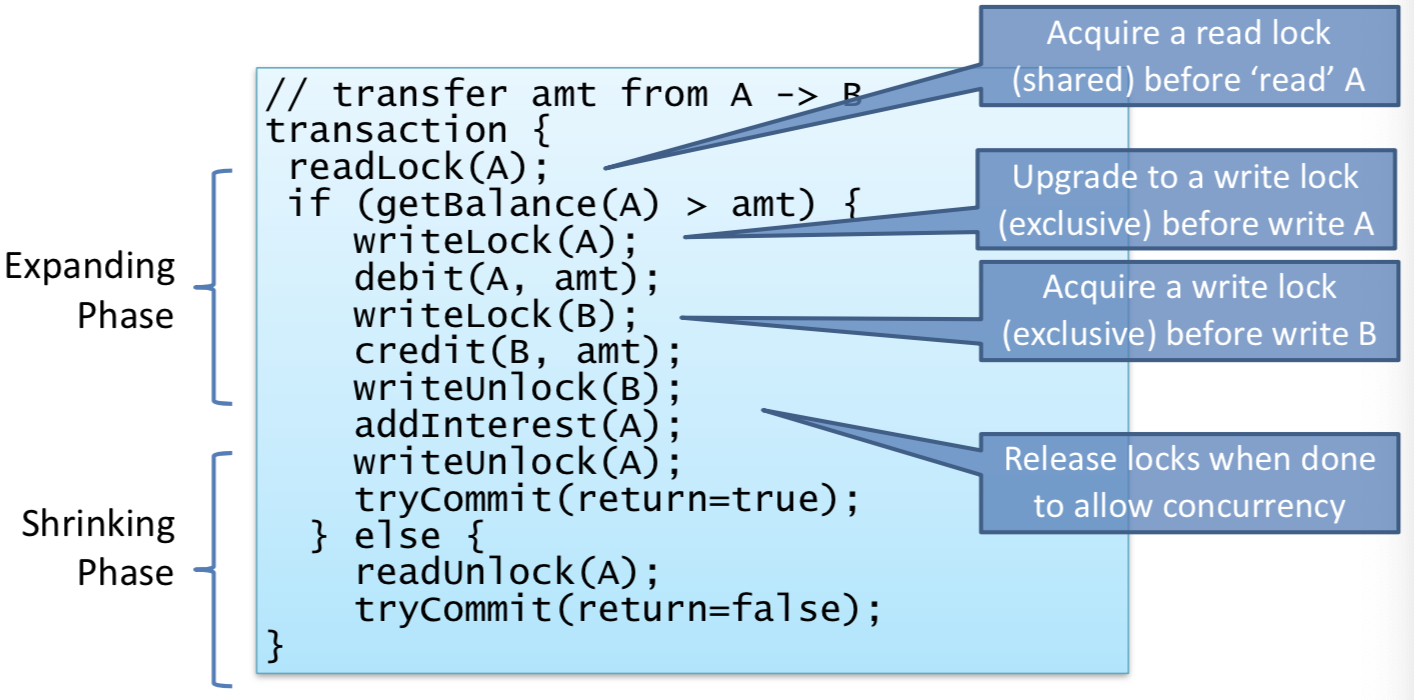 // transfer amt from A -> B
transaction {
readLock(A);
if (getBalance(A) > amt) {
writeLock(A);
debit(A, amt);
writeLock(B);
credit(B, amt);
writeUnlock(B);
addInterest(A);
writeUnlock(A);
tryCommit(return=true);
} else {
readUnlock(A);
tryCommit(return=false);
}
Expanding
Phase
Shrinking
Phase
Acquire a read lock
(shared) before ‘read’ A
Upgrade to a write lock
(exclusive) before write A
Acquire a write lock
(exclusive) before write B
Release locks when done
to allow concurrency